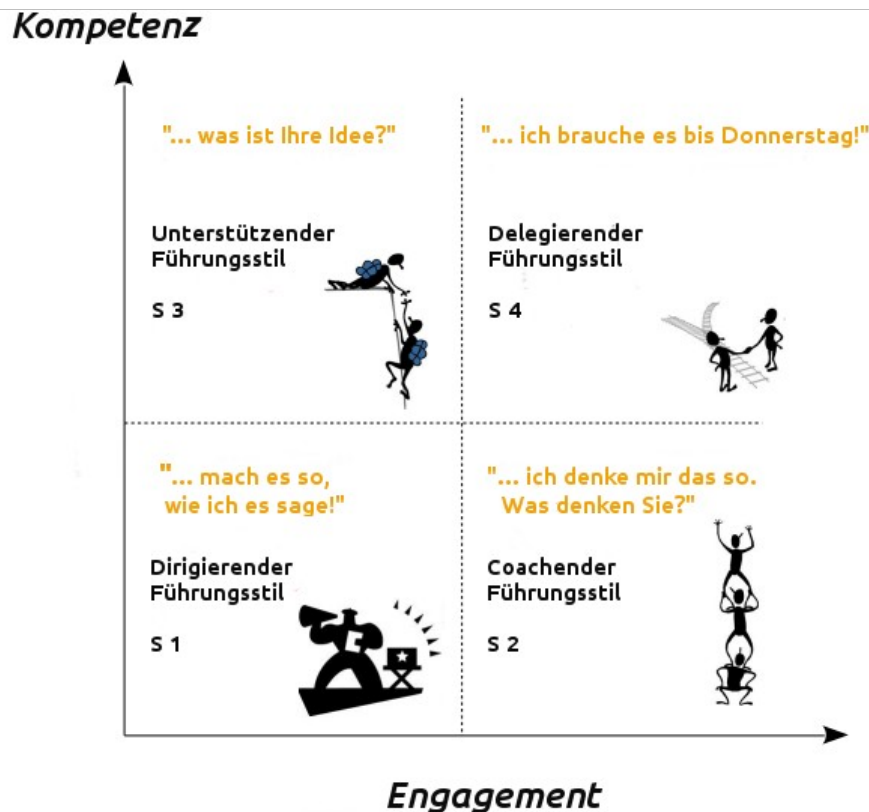 Kompetenz
"... was ist Ihre Idee?"
"... ich brauche es bis Donnerstag!"
Unterstützender
Führungsstil
S 3
Delegierender
Führungsstil
S 4
"... mach es so,
wie ich es sage!"
"... ich denke mir das so.
Was denken Sie?"
Dirigierender
Führungsstil
S 1
F
Coachender
Führungsstil
S 2
Engagement